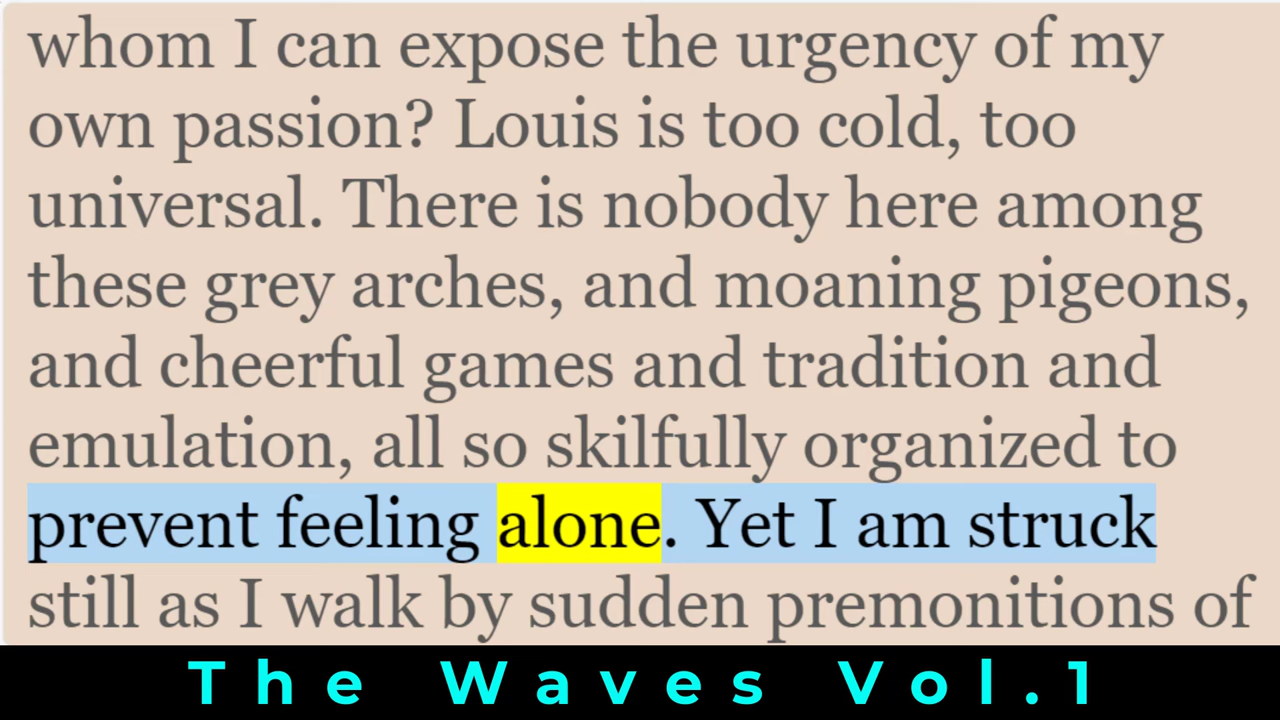 whom I can expose the urgency of my
own passion? Louis is too cold, too
universal. There is nobody here among
these grey arches, and moaning pigeons,
and cheerful games and tradition and
emulation, all so skilfully organized to
prevent feeling alone. Yet I am struck
still as I walk by sudden premonitions of
The Waves Vol.1